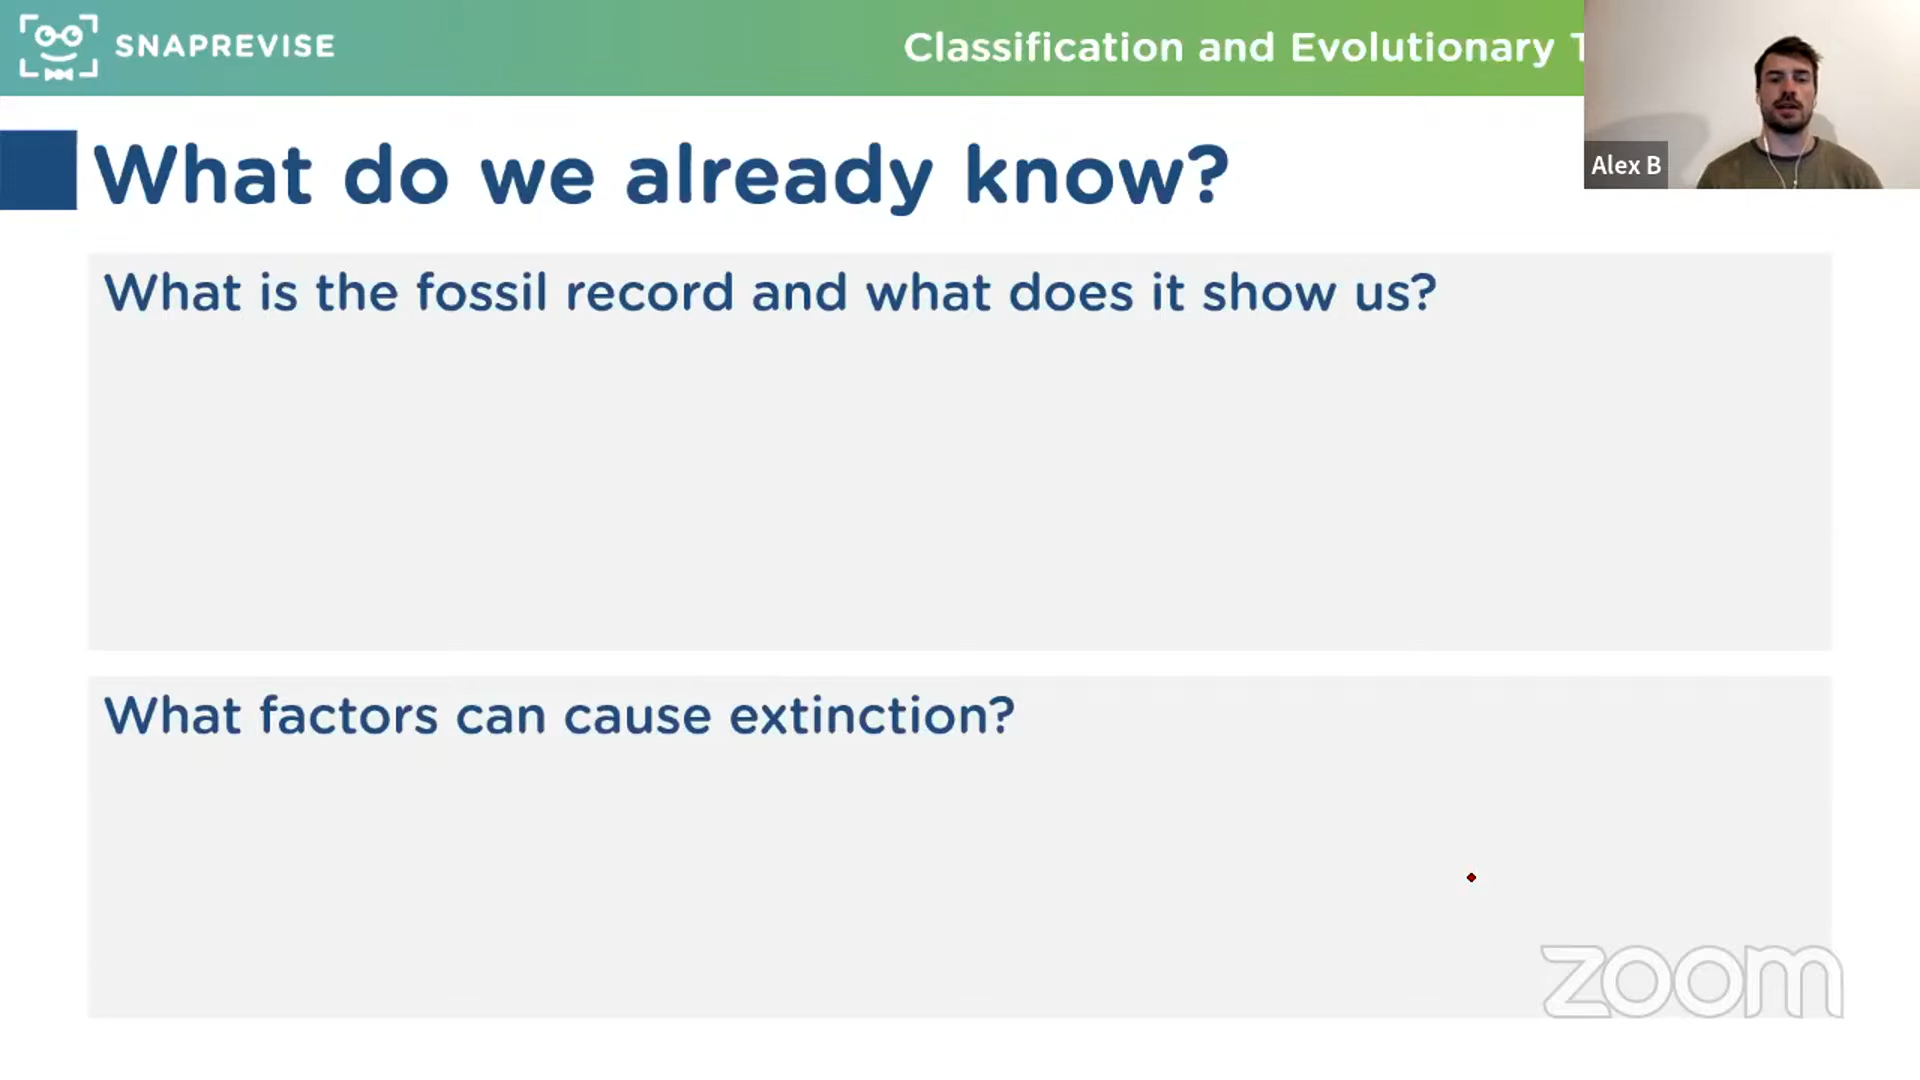 SNAPREVISE
Classification and Evolutionary
Alex B
What do we already know?
What is the fossil record and what does it show us?
What factors can cause extinction?
zoom